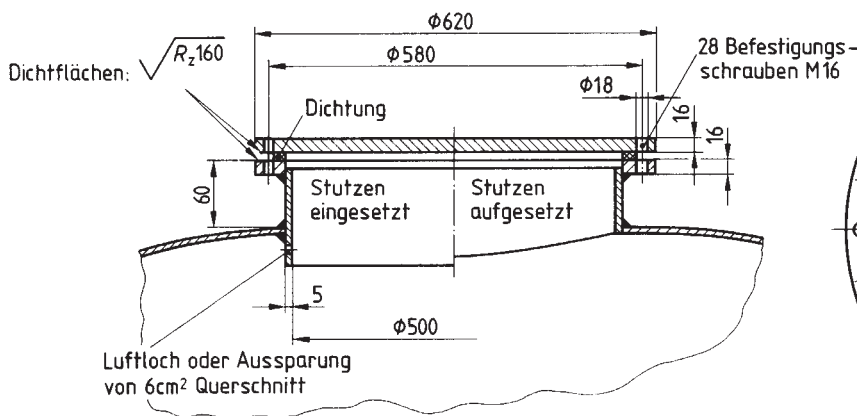 Φ620
Φ580
28 Befestigungs-
schrauben M16
Dichtflächen: √Rz160
Φ18
16
16
Dichtung
60
Stutzen
eingesetzt
Stutzen
aufgesetzt
5
Φ500
Luftloch oder Aussparung
von 6cm² Querschnitt